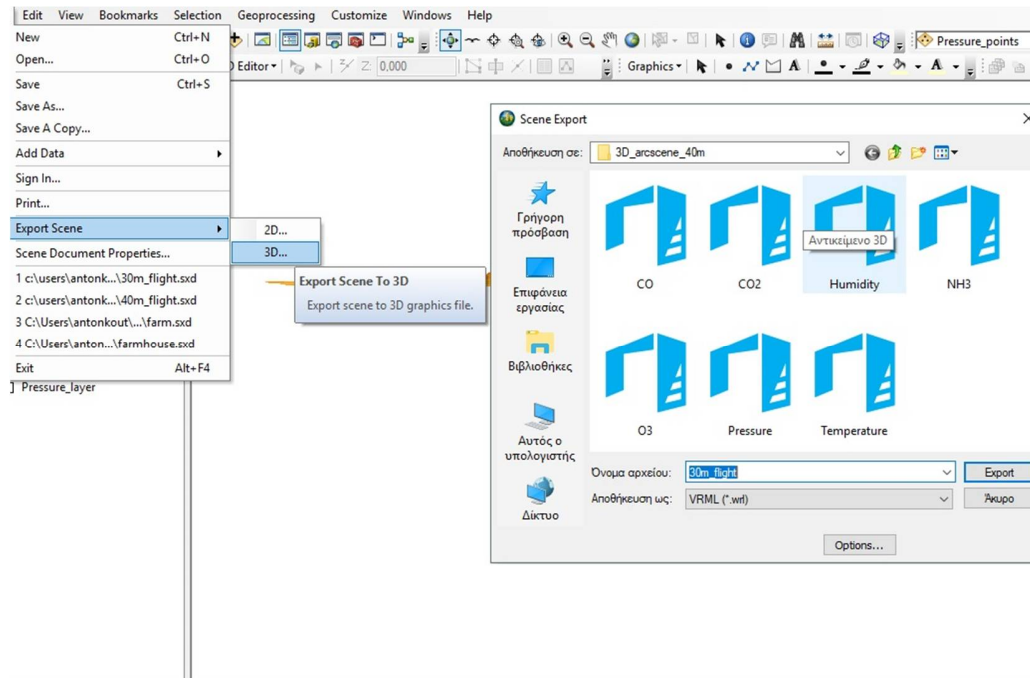 Edit View Bookmarks Selection Geoprocessing Customize Windows Help
New Ctrl+N
Open... Ctrl+O
Save Ctrl+S
Save As...
Save A Copy...
Add Data
Sign In...
Print...
Export Scene
Scene Document Properties...
1 c:\users\antonk...\30m_flight.sxd
2 c:\users\antonk...\40m_flight.sxd
3 C:\Users\antonkout\...\farm.sxd
4 C:\Users\anton...\farmhouse.sxd
Exit Alt+F4
Pressure_layer
2D...
3D...
Export Scene To 3D
Export scene to 3D graphics file.
Pressure_points
Editor
Z: 0,000
Graphics
A
A
Scene Export
Αποθήκευση σε: 3D_arcscene_40m
Γρήγορη
πρόσβαση
Επιφάνεια
εργασίας
Βιβλιοθήκες
Αυτός ο
υπολογιστής
Δίκτυο
Αντικείμενο 3D
CO CO2 Humidity NH3
O3 Pressure Temperature
Όνομα αρχείου: 30m_flight Export
Αποθήκευση ως: VRML (*.wrl) Άκυρο
Options...